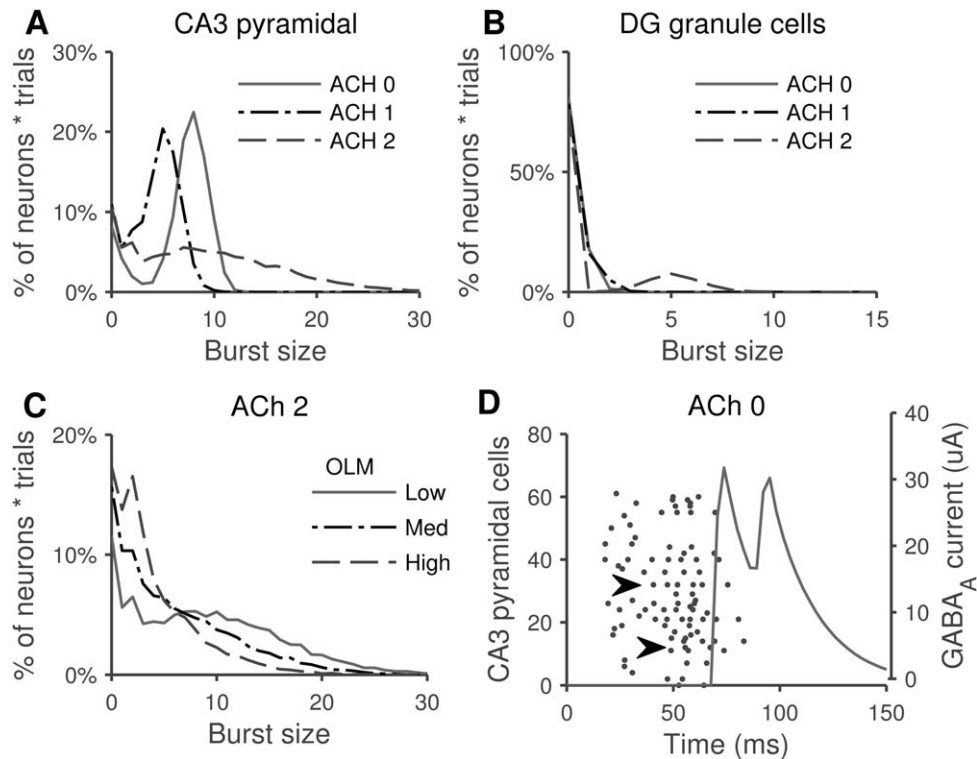 A
CA3 pyramidal
% of neurons * trials
30%
20%
10%
0%
ACH 0
ACH 1
ACH 2
0
10
20
30
Burst size
B
DG granule cells
% of neurons * trials
100%
50%
0%
ACH 0
ACH 1
ACH 2
0
5
10
15
Burst size
C
ACh 2
% of neurons * trials
20%
10%
0%
OLM
Low
Med
High
0
10
20
30
Burst size
D
ACh 0
CA3 pyramidal cells
80
60
40
20
0
40
30
20
10
0
GABA_A current (uA)
0
50
100
150
Time (ms)